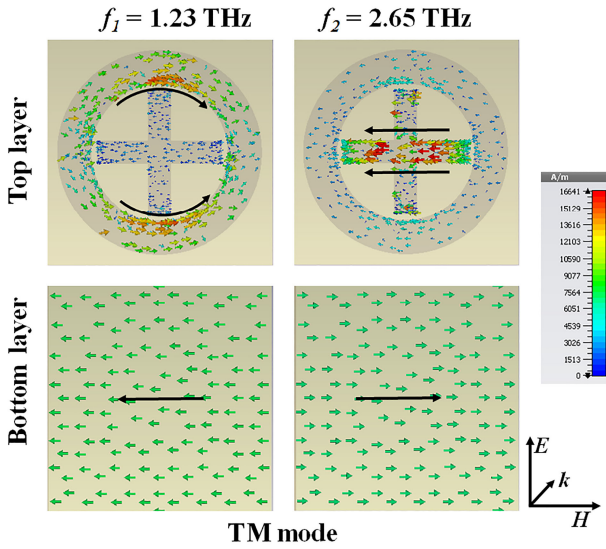 f₁ = 1.23 THz
f₂ = 2.65 THz
Top layer
Bottom layer
A/m
16641
15129
13616
12103
10590
9077
7564
6051
4539
3026
1513
0
E
k
H
TM mode